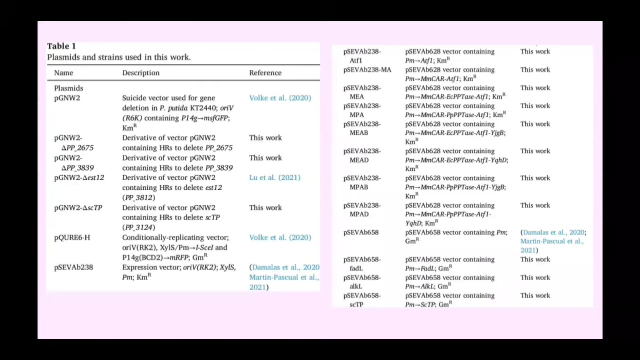 Table 1
Plasmids and strains used in this work.
Name Description Reference
Plasmids
pGNW2 Suicide vector used for gene Volke et al. (2020)
deletion in P. putida KT2440; oriV
(R6K) containing P14g→msfGFP;
KmR
pGNW2- Derivative of vector pGNW2 This work
ΔPP_2675 containing HRs to delete PP_2675
pGNW2- Derivative of vector pGNW2 This work
ΔPP_3839 containing HRs to delete PP_3839
pGNW2-Δest12 Derivative of vector pGNW2 Lu et al. (2021)
containing HRs to delete est12
(PP_3812)
pGNW2-ΔscTP Derivative of vector pGNW2 This work
containing HRs to delete scTP
(PP_3124)
pQURE6-H Conditionally-replicating vector; Volke et al. (2020)
oriV(RK2), XylS/Pm→I-SceI and
P14g(BCD2)→mRFP; GmR
pSEVAb238 Expression vector; oriV(RK2); XylS, (Damalas et al., 2020
Pm; KmR Martin-Pascual et al.,
2021)
pSEVAb238- pSEVAb628 vector containing This work
Atf1 Pm→Atf1; KmR
pSEVAb238-MA pSEVAb628 vector containing This work
Pm→MmCAR-Atf1; KmR
pSEVAb238- pSEVAb628 vector containing This work
MEA Pm→MmCAR-EcPPTase-Atf1; KmR
pSEVAb238- pSEVAb628 vector containing This work
MPA Pm→MmCAR-PpPPTase-Atf1; KmR
pSEVAb238- pSEVAb628 vector containing This work
MEAB Pm→MmCAR-EcPPTase-Atf1-YjgB;
KmR
pSEVAb238- pSEVAb628 vector containing This work
MEAD Pm→MmCAR-EcPPTase-Atf1-YqhD;
KmR
pSEVAb238- pSEVAb628 vector containing This work
MPAB Pm→MmCAR-PpPPTase-Atf1-YjgB;
KmR
pSEVAb238- pSEVAb628 vector containing This work
MPAD Pm→MmCAR-PpPPTase-Atf1-
YqhD; KmR
pSEVAb658 pSEVAb658 vector containing Pm; (Damalas et al., 2020;
GmR Martin-Pascual et al.,
2021)
pSEVAb658- pSEVAb658 vector containing This work
fadL Pm→FadL; GmR
pSEVAb658- pSEVAb658 vector containing This work
alkL Pm→AlkL; GmR
pSEVAb658- pSEVAb658 vector containing This work
scTP Pm→ScTP; GmR